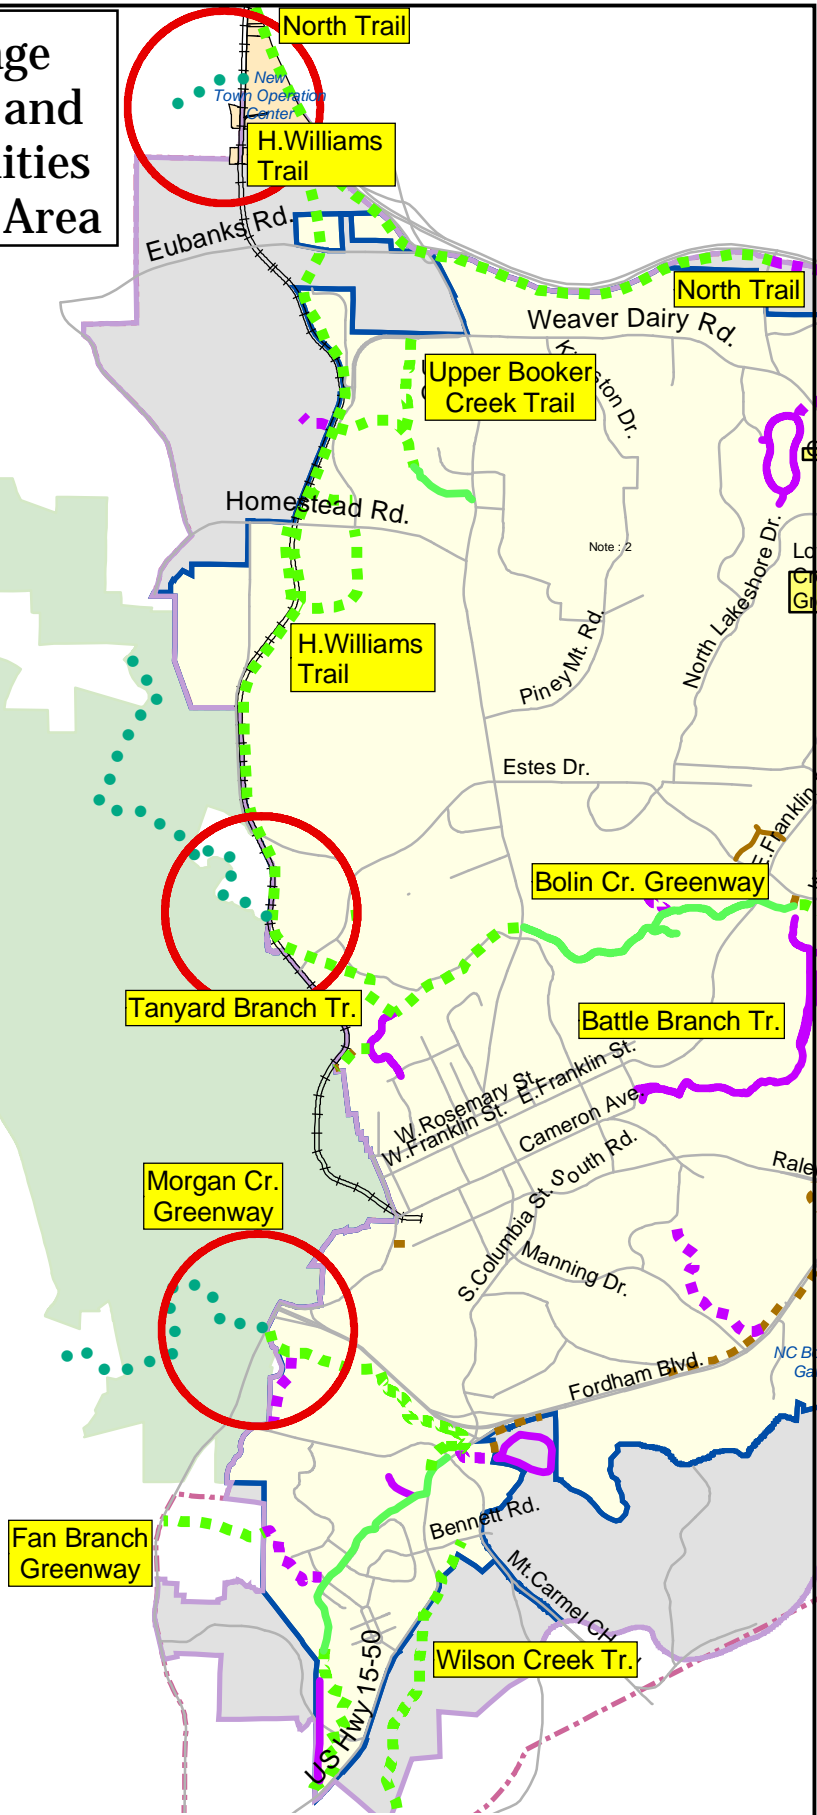 and
Area
North Trail
New
Town Operation
Center
H.Williams
Trail
Eubanks Rd.
North Trail
Weaver Dairy Rd.
Upper Booker
Creek Trail
Homestead Rd.
Note : 2
North Lakeshore Dr.
H.Williams
Trail
Piney Mt. Rd.
Estes Dr.
E.Franklin
Bolin Cr. Greenway
Tanyard Branch Tr.
Battle Branch Tr.
W.Rosemary St.
E.Franklin St.
W.Franklin St.
Cameron Ave.
South Rd.
Morgan Cr.
Greenway
S.Columbia St.
Manning Dr.
Fordham Blvd.
Bennett Rd.
Fan Branch
Greenway
Mt.Carmel CH
Wilson Creek Tr.
US Hwy 15-50